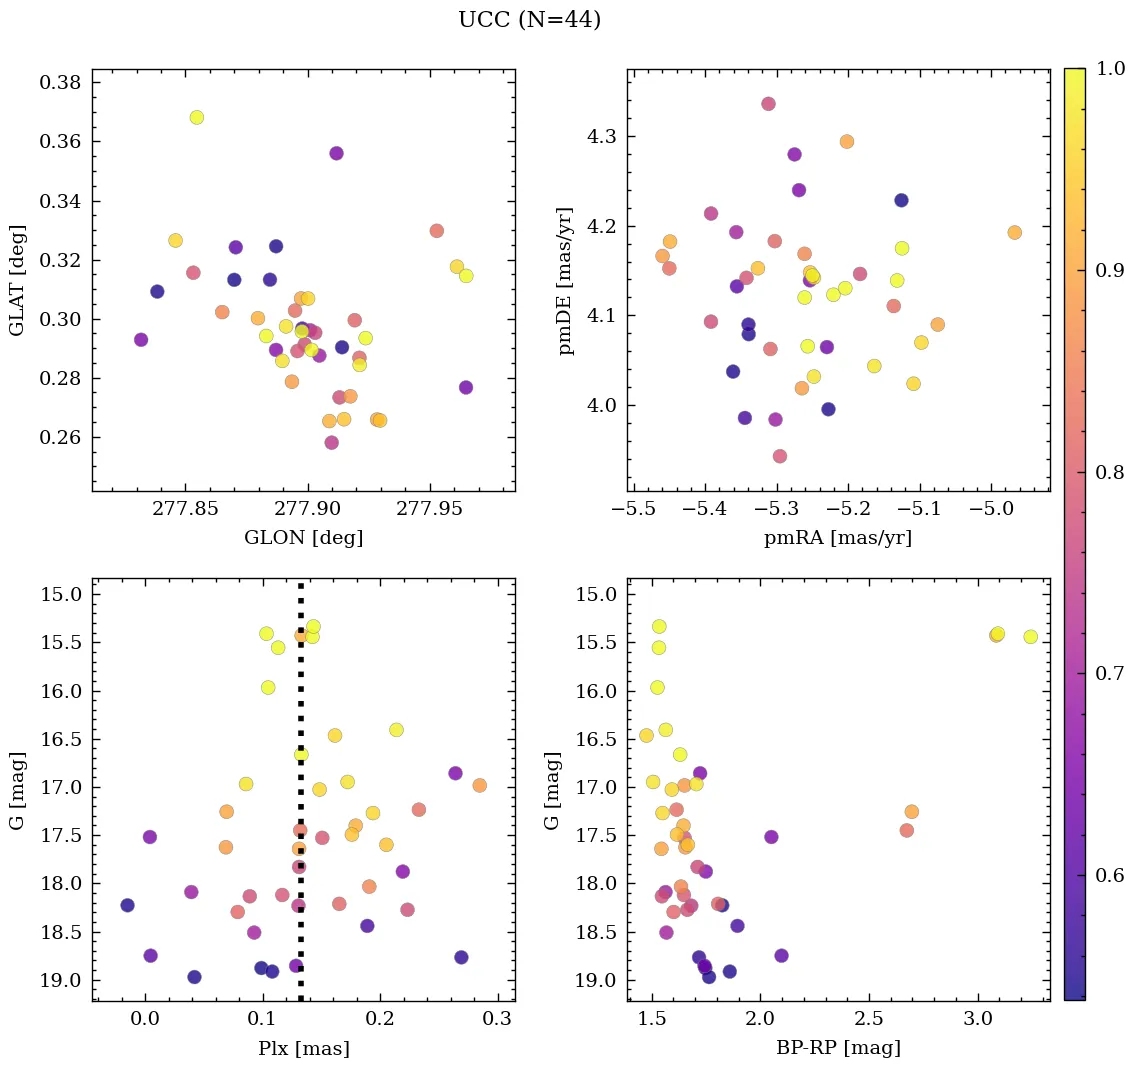 UCC (N=44)
0.38
0.36
0.34
0.32
0.30
0.28
0.26
GLAT [deg]
277.85 277.90 277.95
GLON [deg]
4.3
4.2
4.1
4.0
pmDE [mas/yr]
−5.5 −5.4 −5.3 −5.2 −5.1 −5.0
pmRA [mas/yr]
1.0
0.9
0.8
0.7
0.6
15.0
15.5
16.0
16.5
17.0
17.5
18.0
18.5
19.0
G [mag]
0.0 0.1 0.2 0.3
Plx [mas]
15.0
15.5
16.0
16.5
17.0
17.5
18.0
18.5
19.0
G [mag]
1.5 2.0 2.5 3.0
BP-RP [mag]